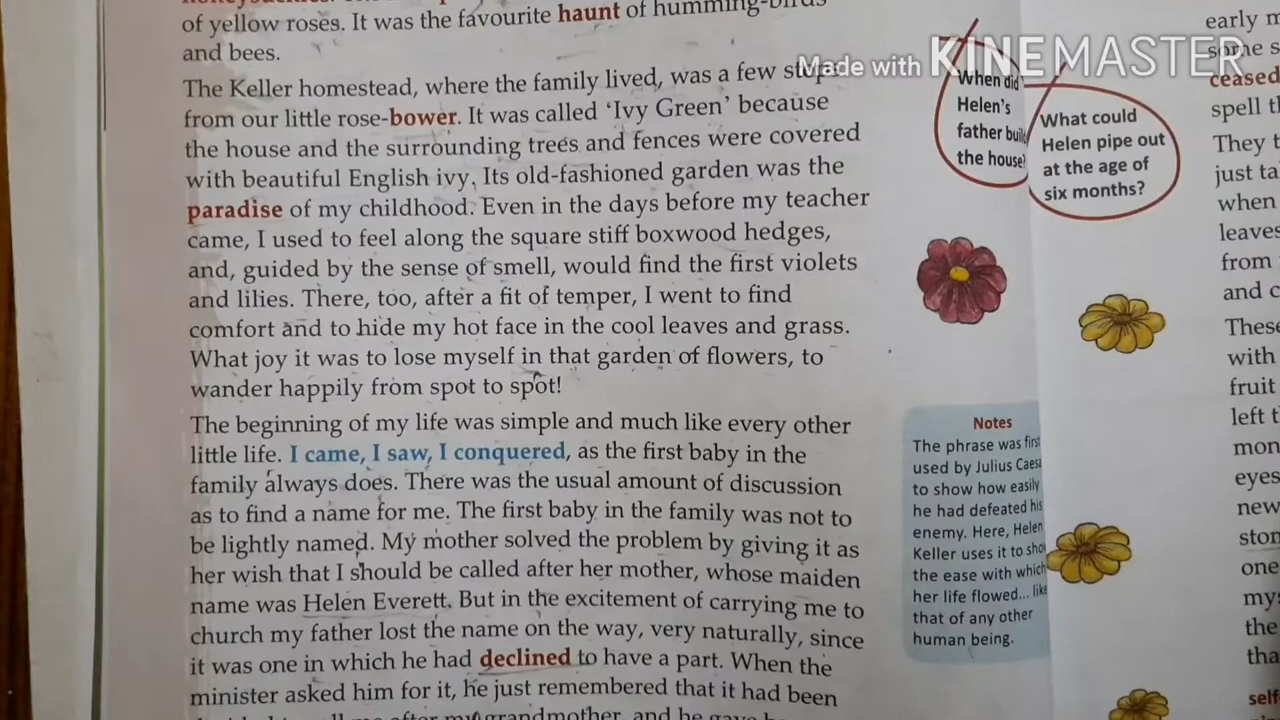 of yellow roses. It was the favourite haunt of humming-birds
and bees.
The Keller homestead, where the family lived, was a few steps
from our little rose-bower. It was called ‘Ivy Green’ because
the house and the surrounding trees and fences were covered
with beautiful English ivy. Its old-fashioned garden was the
paradise of my childhood. Even in the days before my teacher
came, I used to feel along the square stiff boxwood hedges,
and, guided by the sense of smell, would find the first violets
and lilies. There, too, after a fit of temper, I went to find
comfort and to hide my hot face in the cool leaves and grass.
What joy it was to lose myself in that garden of flowers, to
wander happily from spot to spot!
The beginning of my life was simple and much like every other
little life. I came, I saw, I conquered, as the first baby in the
family always does. There was the usual amount of discussion
as to find a name for me. The first baby in the family was not to
be lightly named. My mother solved the problem by giving it as
her wish that I should be called after her mother, whose maiden
name was Helen Everett. But in the excitement of carrying me to
church my father lost the name on the way, very naturally, since
it was one in which he had declined to have a part. When the
minister asked him for it, he just remembered that it had been
after my grandmother, and he gave
Made with KINEMASTER
When did
Helen’s
father build
the house?
What could
Helen pipe out
at the age of
six months?
Notes
The phrase was first
used by Julius Caesa
to show how easily
he had defeated his
enemy. Here, Helen
Keller uses it to sho
the ease with which
her life flowed... like
that of any other
human being.
early
some s
ceased
spell
They
just ta
when
leaves
from
and c
These
with
fruit
left t
mon
eyes
new
ston
one
mys
the
tha
self